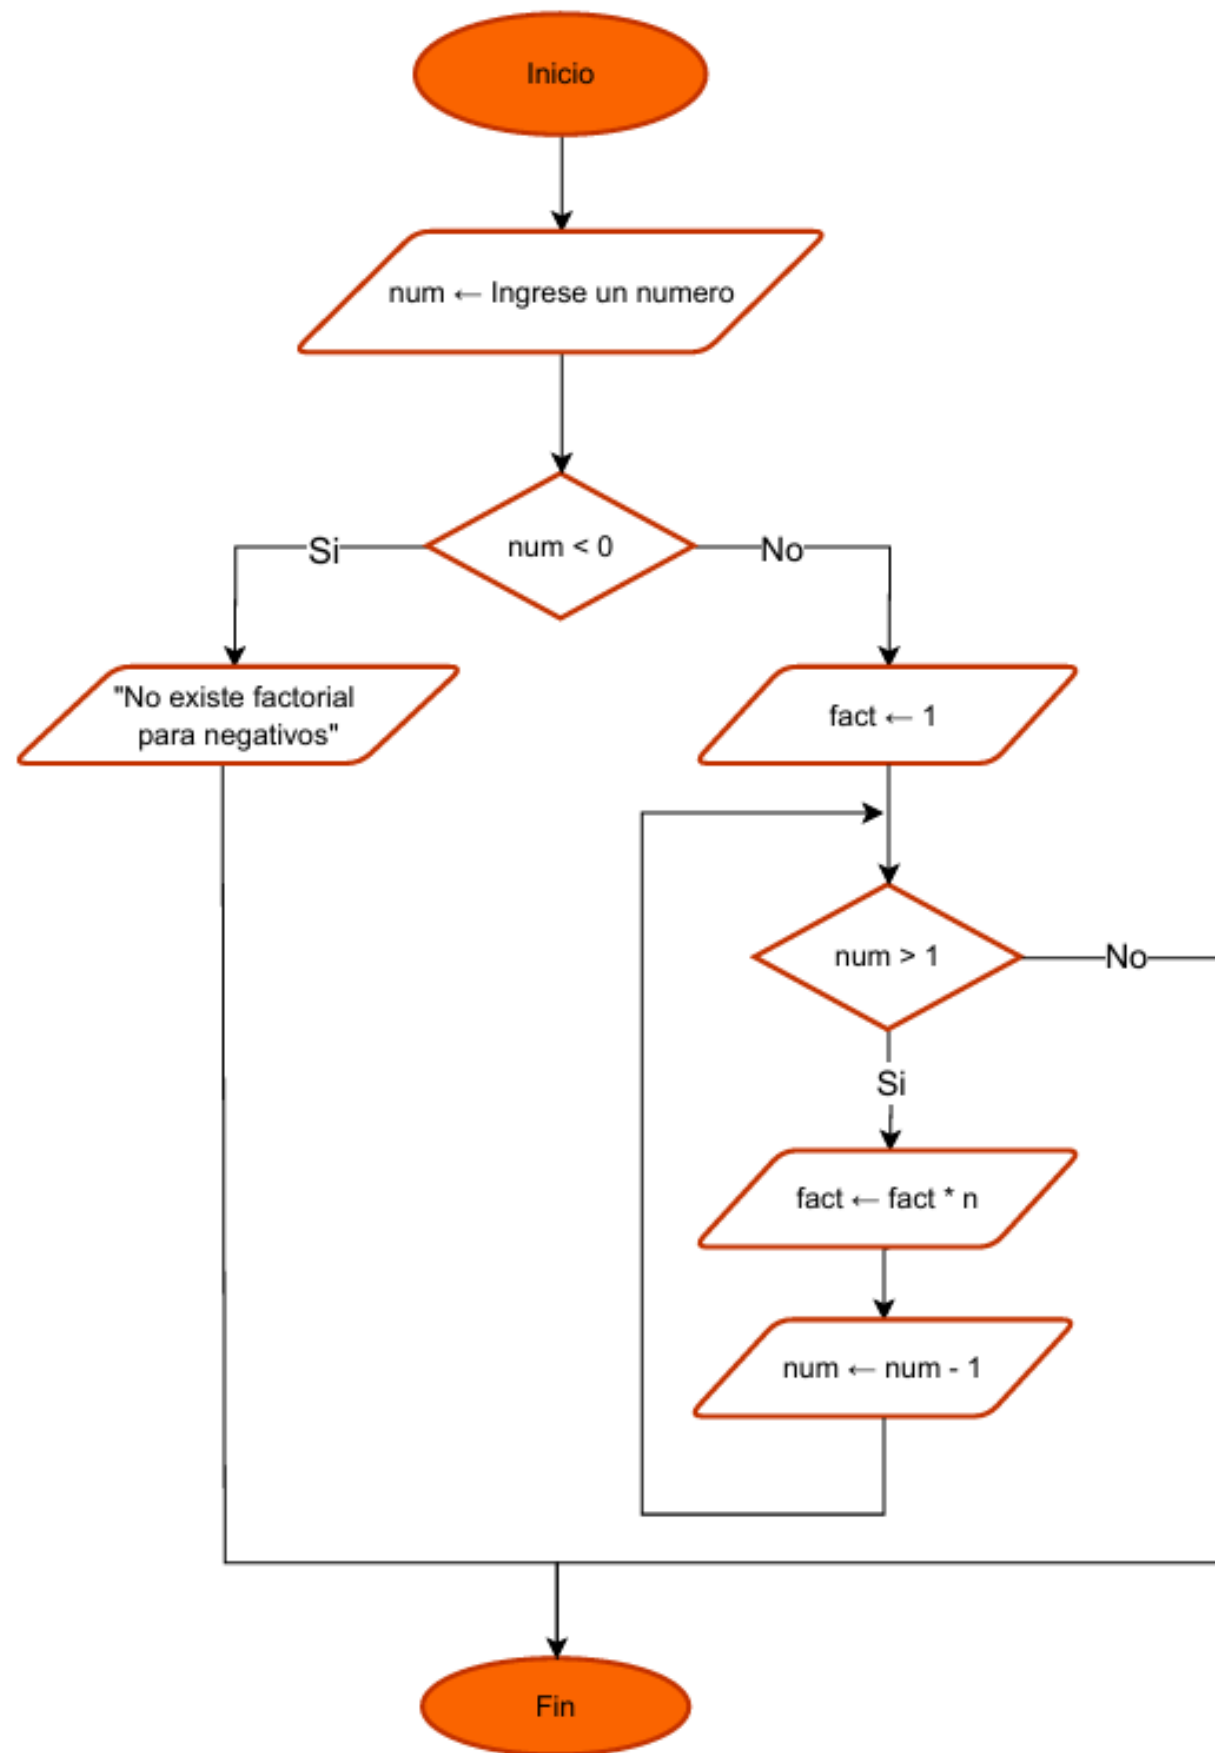 Inicio
num ← Ingrese un numero
num < 0
Si
No
"No existe factorial
para negativos"
fact ← 1
num > 1
No
Si
fact ← fact * n
num ← num - 1
Fin